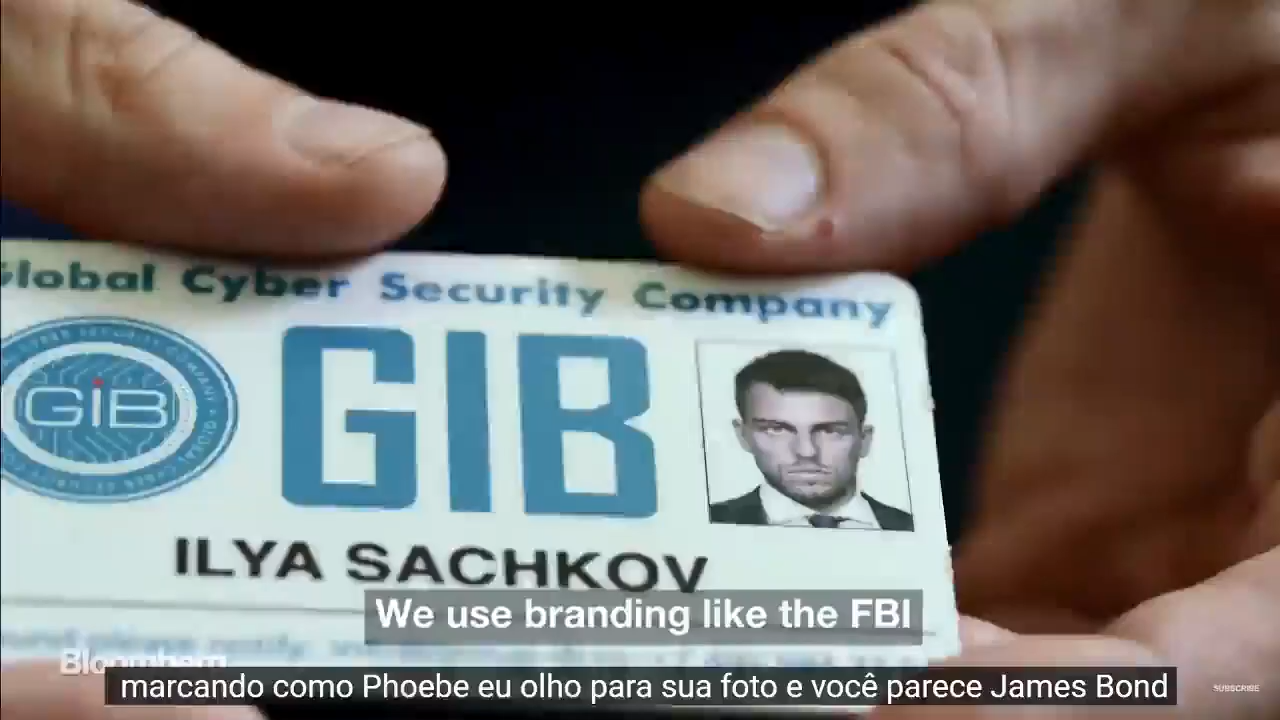 Global Cyber Security Company
GiB
GIB
ILYA SACHKOV
We use branding like the FBI
Bloomberg
marcando como Phoebe eu olho para sua foto e você parece James Bond
SUBSCRIBE